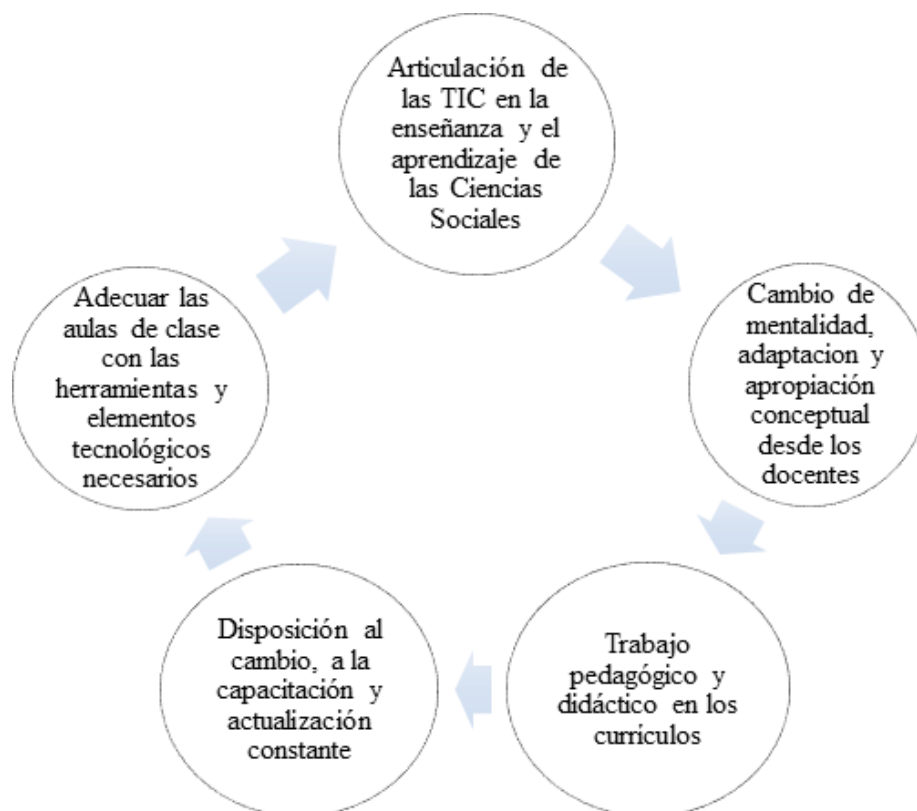 Articulación de
las TIC en la
enseñanza y el
aprendizaje de
las Ciencias
Sociales
Cambio de
mentalidad,
adaptacion y
apropiación
conceptual
desde los
docentes
Trabajo
pedagógico y
didáctico en los
currículos
Disposición al
cambio, a la
capacitación y
actualización
constante
Adecuar las
aulas de clase
con las
herramientas y
elementos
tecnológicos
necesarios